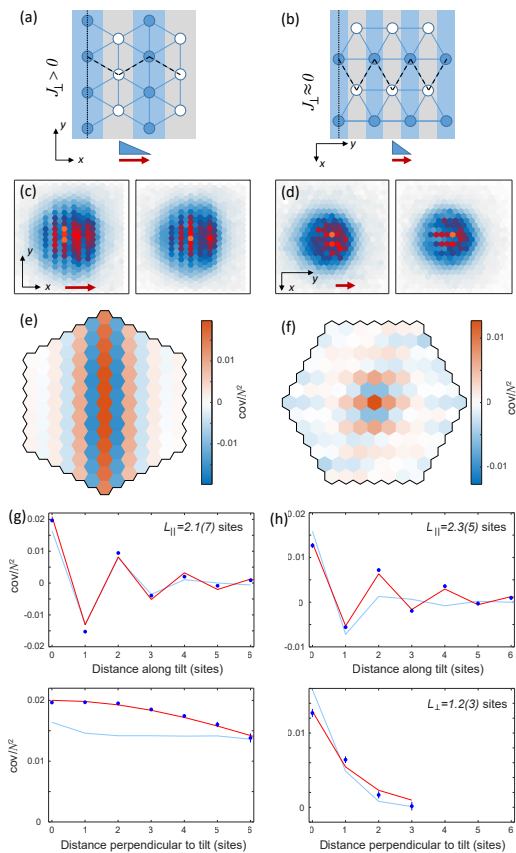 (a)
J⊥ > 0
y
x
(b)
J⊥ ≈ 0
y
x
(c)
y
x
(d)
y
x
(e)
0.01
0
-0.01
cov/N²
(f)
0.01
0
-0.01
cov/N²
(g)
L||=2.1(7) sites
cov/N²
0.02
0.01
0
-0.01
-0.02
0 1 2 3 4 5 6
Distance along tilt (sites)
(h)
L||=2.3(5) sites
0.01
0
-0.01
0 1 2 3 4 5 6
Distance along tilt (sites)
cov/N²
0.02
0.01
0
0 1 2 3 4 5 6
Distance perpendicular to tilt (sites)
L⊥=1.2(3) sites
0.01
0
0 1 2 3 4 5 6
Distance perpendicular to tilt (sites)